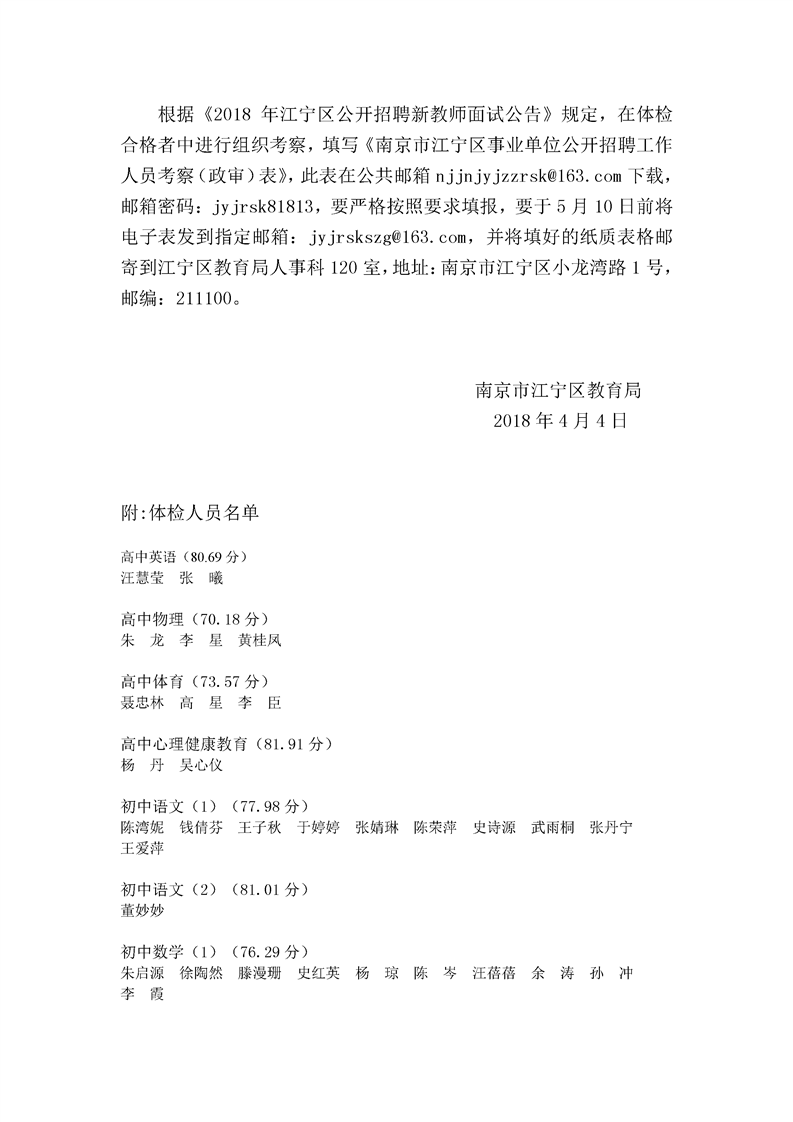 根据《2018 年江宁区公开招聘新教师面试公告》规定，在体检
合格者中进行组织考察，填写《南京市江宁区事业单位公开招聘工作
人员考察（政审）表》，此表在公共邮箱 njjnjyjzzrsk@163.com 下载，
邮箱密码：jyjrsk81813，要严格按照要求填报，要于 5 月 10 日前将
电子表发到指定邮箱：jyjrskszg@163.com，并将填好的纸质表格邮
寄到江宁区教育局人事科 120 室，地址：南京市江宁区小龙湾路 1 号，
邮编：211100。
南京市江宁区教育局
2018 年 4 月 4 日
附:体检人员名单
高中英语（80.69 分）
汪慧莹　张　曦
高中物理（70.18 分）
朱　龙　李　星　黄桂凤
高中体育（73.57 分）
聂忠林　高　星　李　臣
高中心理健康教育（81.91 分）
杨　丹　吴心仪
初中语文（1）（77.98 分）
陈湾妮　钱倩芬　王子秋　于婷婷　张婧琳　陈荣萍　史诗源　武雨桐　张丹宁
王爱萍
初中语文（2）（81.01 分）
董妙妙
初中数学（1）（76.29 分）
朱启源　徐陶然　滕漫珊　史红英　杨　琼　陈　岑　汪蓓蓓　余　涛　孙　冲
李　霞